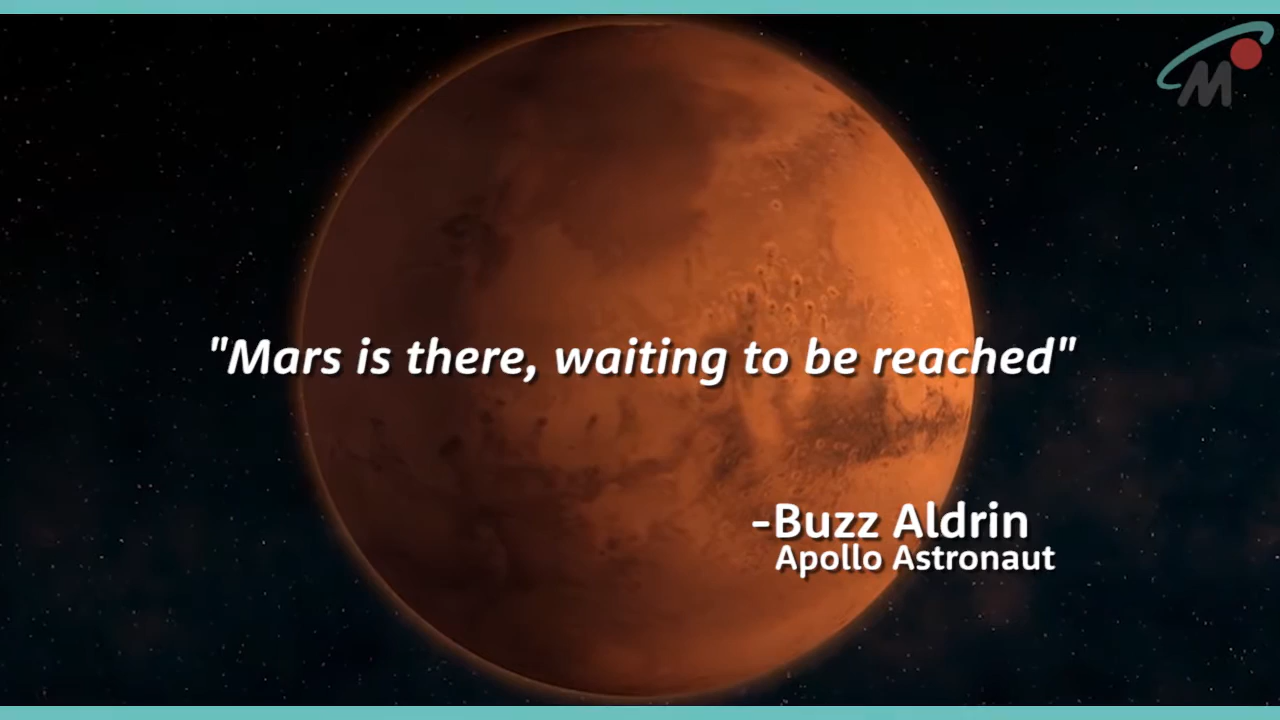 M
"Mars is there, waiting to be reached"
-Buzz Aldrin
Apollo Astronaut